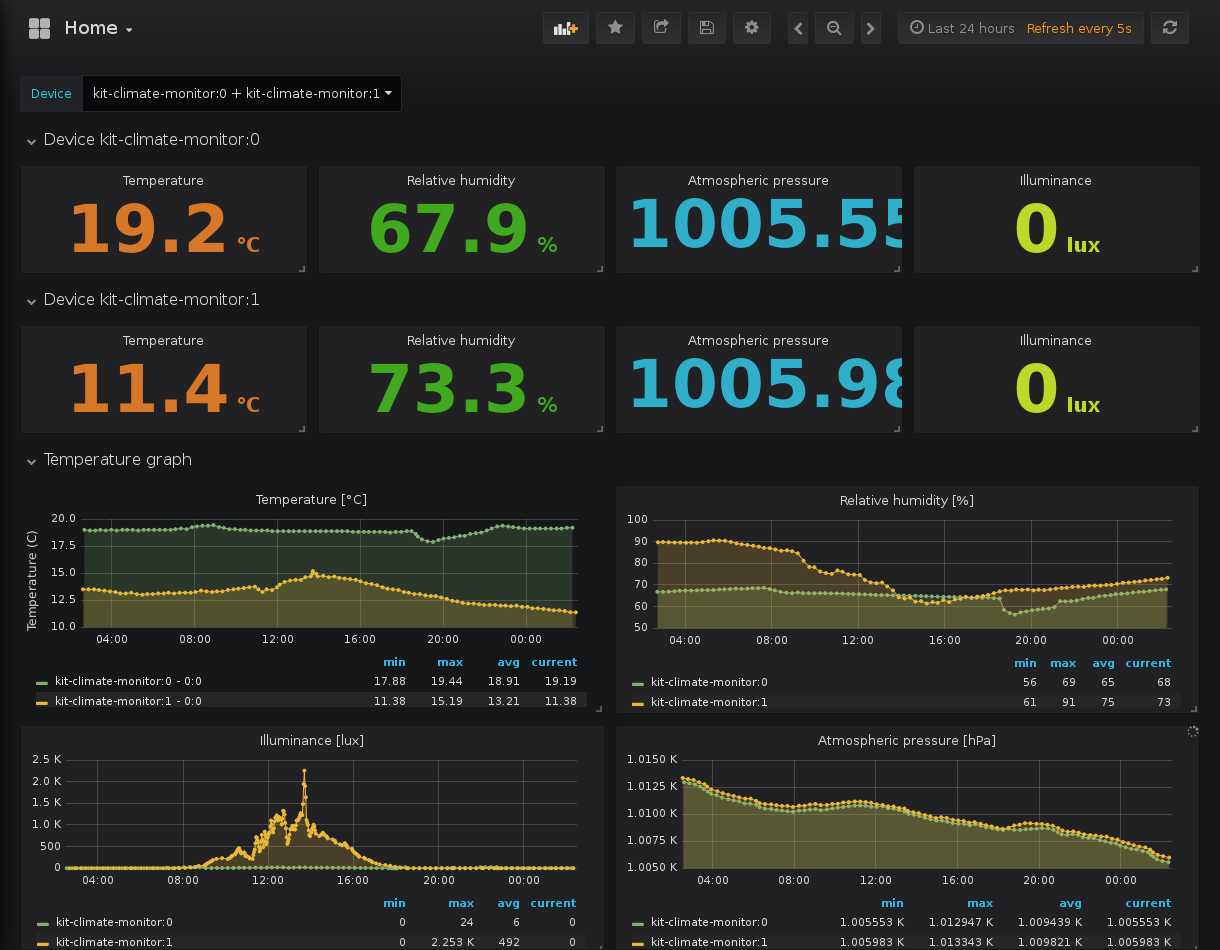 Home
Last 24 hours Refresh every 5s
Device kit-climate-monitor:0 + kit-climate-monitor:1
Device kit-climate-monitor:0
Temperature Relative humidity Atmospheric pressure Illuminance
19.2 °C 67.9 % 1005.55 0 lux
Device kit-climate-monitor:1
Temperature Relative humidity Atmospheric pressure Illuminance
11.4 °C 73.3 % 1005.98 0 lux
Temperature graph
Temperature [°C]
Temperature (C)
20.0
17.5
15.0
12.5
10.0
04:00 08:00 12:00 16:00 20:00 00:00
min max avg current
kit-climate-monitor:0 - 0:0 17.88 19.44 18.91 19.19
kit-climate-monitor:1 - 0:0 11.38 15.19 13.21 11.38
Relative humidity [%]
100
90
80
70
60
50
04:00 08:00 12:00 16:00 20:00 00:00
min max avg current
kit-climate-monitor:0 56 69 65 68
kit-climate-monitor:1 61 91 75 73
Illuminance [lux]
2.5 K
2.0 K
1.5 K
1.0 K
500
0
04:00 08:00 12:00 16:00 20:00 00:00
min max avg current
kit-climate-monitor:0 0 24 6 0
kit-climate-monitor:1 0 2.253 K 492 0
Atmospheric pressure [hPa]
1.0150 K
1.0125 K
1.0100 K
1.0075 K
1.0050 K
04:00 08:00 12:00 16:00 20:00 00:00
min max avg current
kit-climate-monitor:0 1.005553 K 1.012947 K 1.009439 K 1.005553 K
kit-climate-monitor:1 1.005983 K 1.013343 K 1.009821 K 1.005983 K